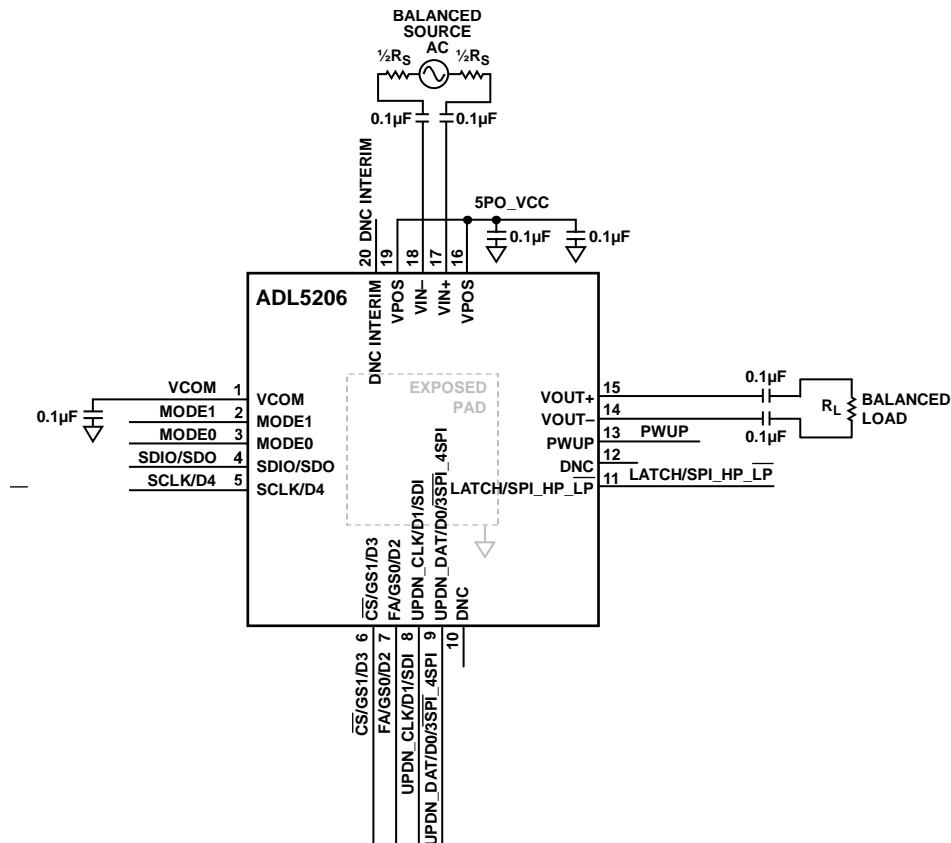 BALANCED
SOURCE
AC
½RS
½RS
0.1µF
0.1µF
DNC INTERIM
5PO_VCC
0.1µF
0.1µF
20
19
18
17
16
ADL5206
DNC INTERIM
VPOS
VIN–
VIN+
VPOS
EXPOSED
PAD
VCOM
1
VCOM
0.1µF
MODE1
2
MODE1
MODE0
3
MODE0
SDIO/SDO
4
SDIO/SDO
SCLK/D4
5
SCLK/D4
VOUT+
15
0.1µF
VOUT–
14
0.1µF
RL
BALANCED
LOAD
PWUP
13
PWUP
DNC
12
LATCH/SPI_HP_LP
11
LATCH/SPI_HP_LP
CS/GS1/D3
FA/GS0/D2
UPDN_CLK/D1/SDI
UPDN_DAT/D0/3SPI_4SPI
DNC
6
7
8
9
10
CS/GS1/D3
FA/GS0/D2
UPDN_CLK/D1/SDI
UPDN_DAT/D0/3SPI_4SPI